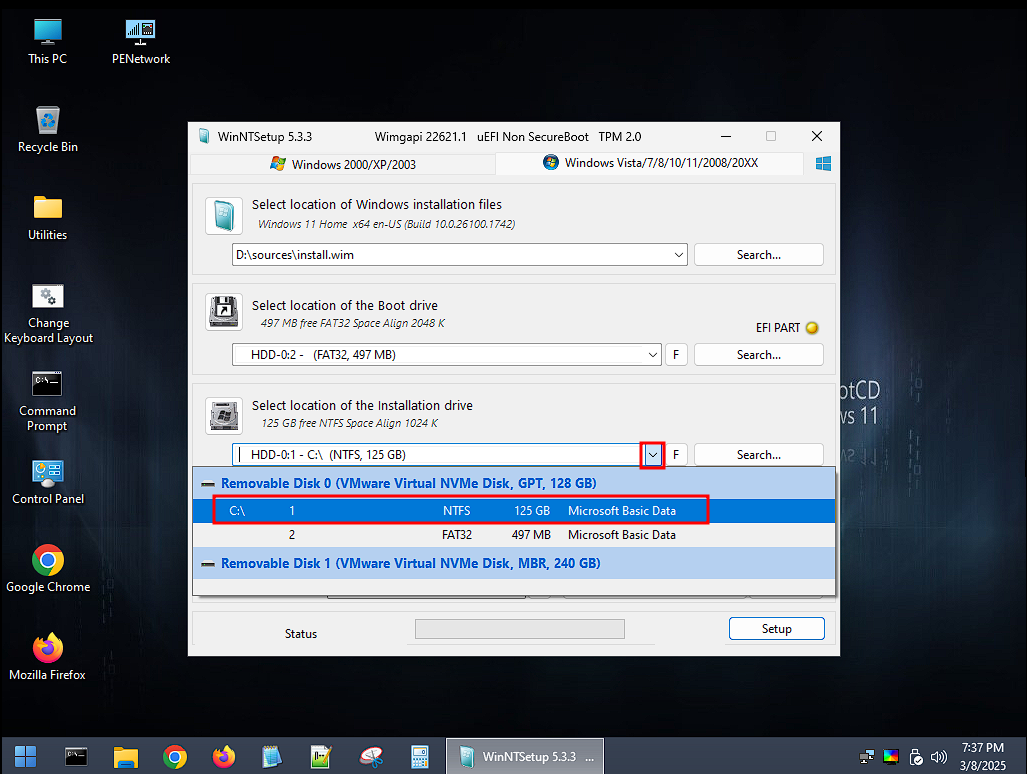 This PC
PENetwork
Recycle Bin
Utilities
Change
Keyboard Layout
C:\
Command
Prompt
Control Panel
Google Chrome
Mozilla Firefox
WinNTSetup 5.3.3 Wimgapi 22621.1 uEFI Non SecureBoot TPM 2.0
Windows 2000/XP/2003
Windows Vista/7/8/10/11/2008/20XX
Select location of Windows installation files
Windows 11 Home x64 en-US (Build 10.0.26100.1742)
D:\sources\install.wim
Search...
Select location of the Boot drive
497 MB free FAT32 Space Align 2048 K
EFI PART
HDD-0:2 - (FAT32, 497 MB)
F
Search...
Select location of the Installation drive
125 GB free NTFS Space Align 1024 K
HDD-0:1 - C:\ (NTFS, 125 GB)
F
Search...
Removable Disk 0 (VMware Virtual NVMe Disk, GPT, 128 GB)
C:\ 1 NTFS 125 GB Microsoft Basic Data
2 FAT32 497 MB Microsoft Basic Data
Removable Disk 1 (VMware Virtual NVMe Disk, MBR, 240 GB)
Status
Setup
otCD
s 11
WinNTSetup 5.3.3 ...
7:37 PM
3/8/2025